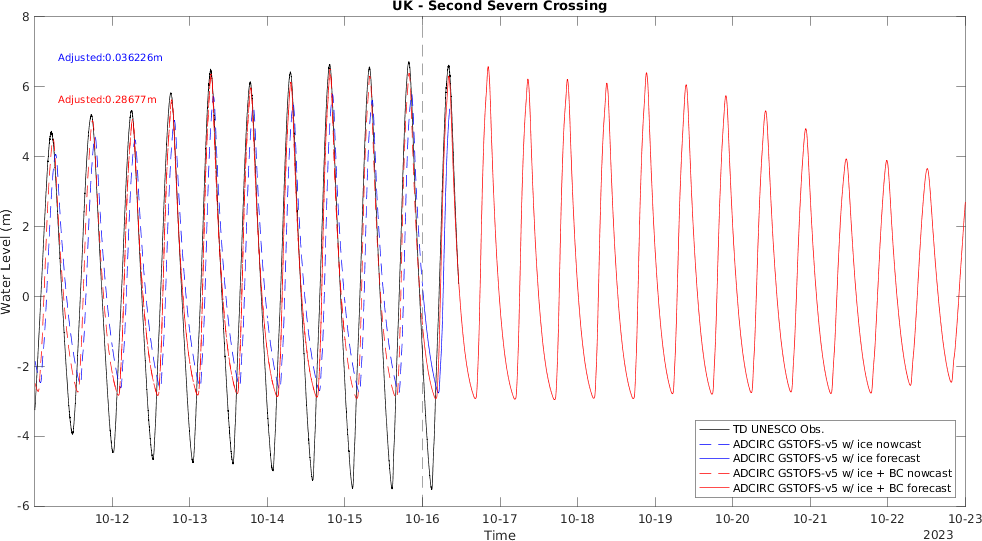 UK - Second Severn Crossing
8
Adjusted:0.036226m
6
Adjusted:0.28677m
4
2
Water Level (m)
0
-2
-4
TD UNESCO Obs.
ADCIRC GSTOFS-v5 w/ ice nowcast
ADCIRC GSTOFS-v5 w/ ice forecast
ADCIRC GSTOFS-v5 w/ ice + BC nowcast
ADCIRC GSTOFS-v5 w/ ice + BC forecast
-6
10-12 10-13 10-14 10-15 10-16 10-17 10-18 10-19 10-20 10-21 10-22 10-23
Time 2023